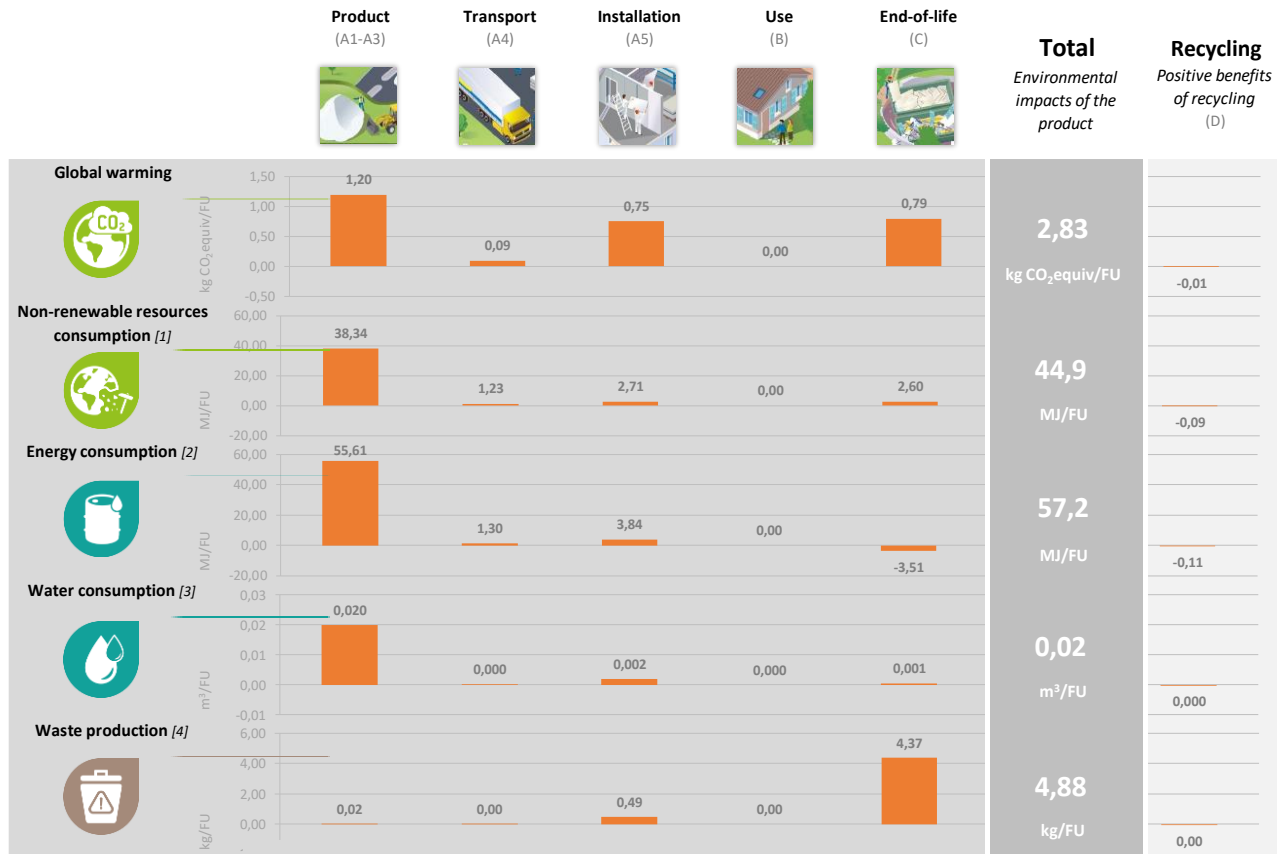 Product
(A1-A3)
Transport
(A4)
Installation
(A5)
Use
(B)
End-of-life
(C)
Total
Environmental
impacts of the
product
Recycling
Positive benefits
of recycling
(D)
Global warming
CO2
kg CO₂equiv/FU
1,50
1,00
0,50
0,00
-0,50
1,20
0,09
0,75
0,00
0,79
2,83
kg CO₂equiv/FU
-0,01
Non-renewable resources
consumption [1]
MJ/FU
60,00
40,00
20,00
0,00
-20,00
38,34
1,23
2,71
0,00
2,60
44,9
MJ/FU
-0,09
Energy consumption [2]
MJ/FU
60,00
40,00
20,00
0,00
-20,00
55,61
1,30
3,84
0,00
-3,51
57,2
MJ/FU
-0,11
Water consumption [3]
m³/FU
0,03
0,02
0,01
0,00
-0,01
0,020
0,000
0,002
0,000
0,001
0,02
m³/FU
0,000
Waste production [4]
kg/FU
6,00
4,00
2,00
0,00
-
0,02
0,00
0,49
0,00
4,37
4,88
kg/FU
0,00